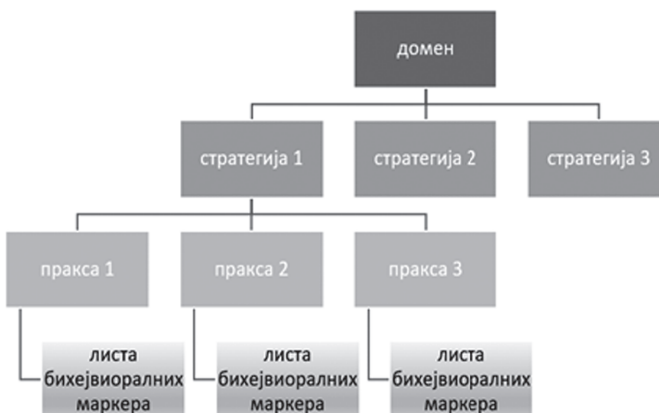 домен
стратегија 1
стратегија 2
стратегија 3
пракса 1
пракса 2
пракса 3
листа
бихејвиоралних
маркера
листа
бихејвиоралних
маркера
листа
бихејвиоралних
маркера